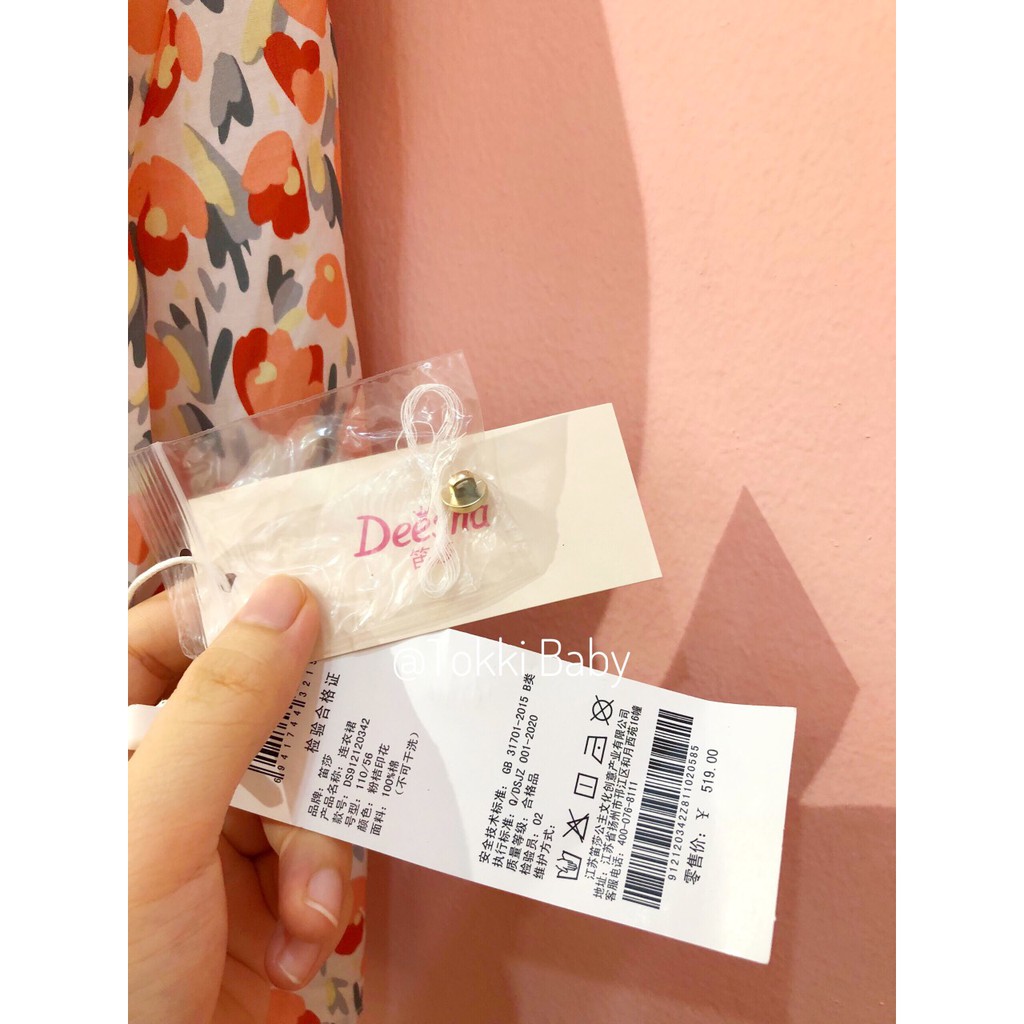 Deesha
@Tokki Baby
检验合格证
品牌: 笛莎
产品名称: 连衣裙
款号: DS912120342
号型: 110/56
颜色: 粉桔印花
面料: 100%棉
(不可干洗)
安全技术标准: GB 31701-2015 B类
执行标准: Q/DSJZ 001-2020
质量等级: 合格品
检验员: 02
维护方式:
江苏笛莎公主文化创意产业有限公司
地址: 江苏省扬州市邗江区和月西苑16幢
客服电话: 400-076-8111
912120342Z811020585
零售价: ¥ 519.00